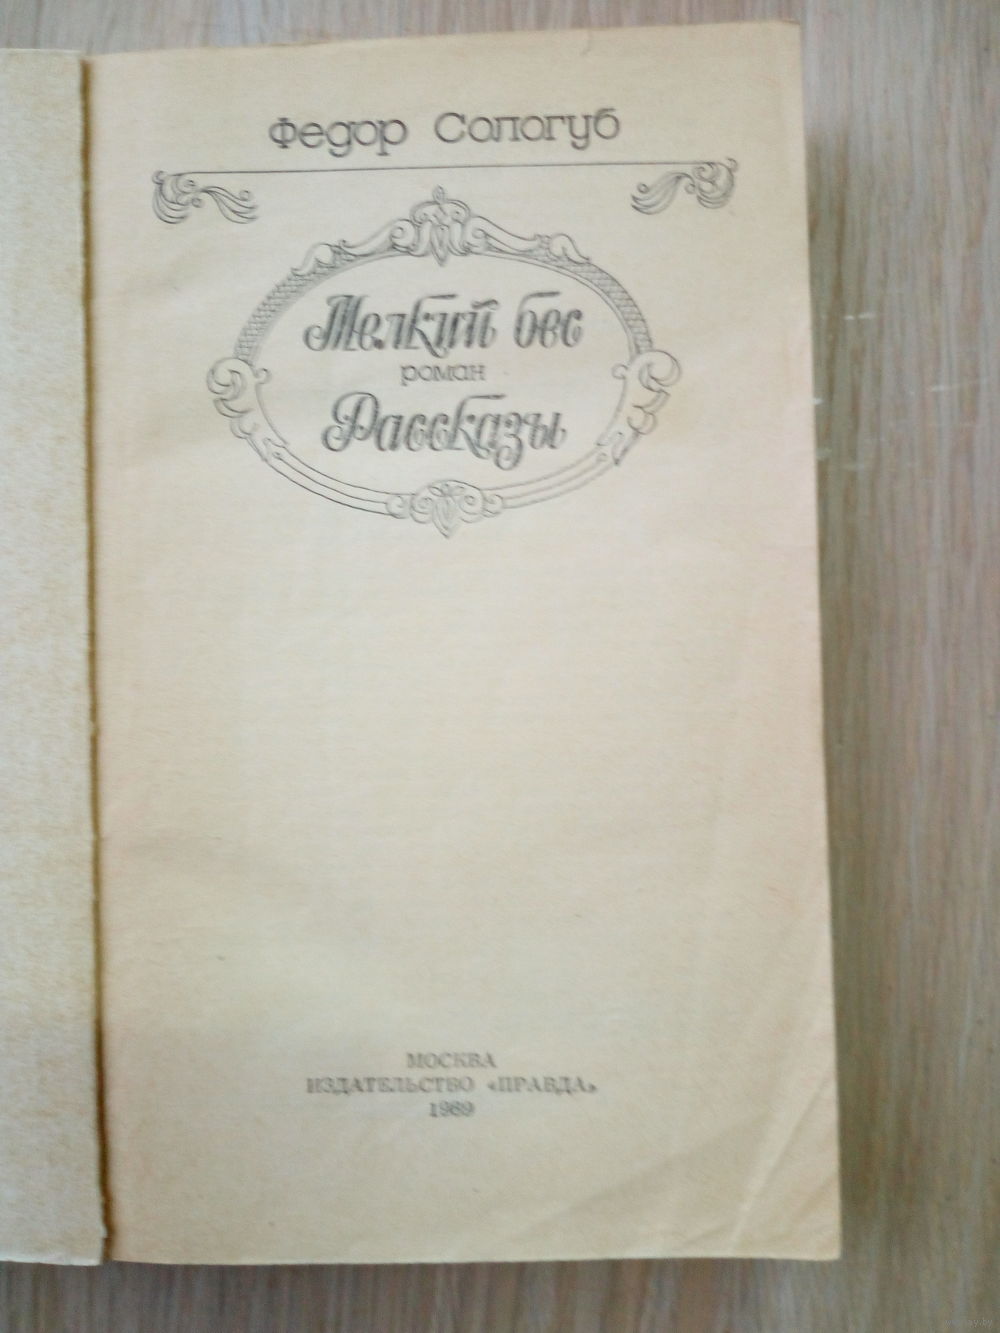 Федор Сологуб
Мелкий бес
роман
Рассказы
МОСКВА
ИЗДАТЕЛЬСТВО «ПРАВДА»
1989